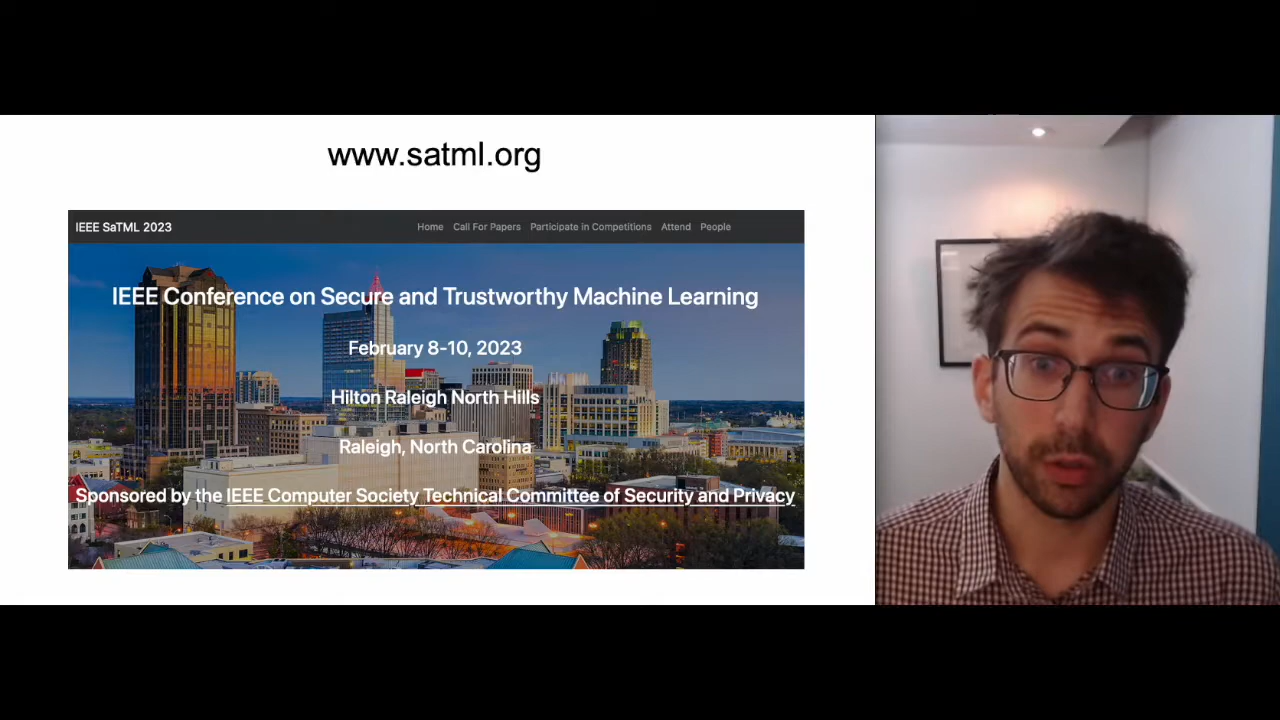 www.satml.org
IEEE SaTML 2023 Home Call For Papers Participate in Competitions Attend People
IEEE Conference on Secure and Trustworthy Machine Learning
February 8-10, 2023
Hilton Raleigh North Hills
Raleigh, North Carolina
Sponsored by the IEEE Computer Society Technical Committee of Security and Privacy